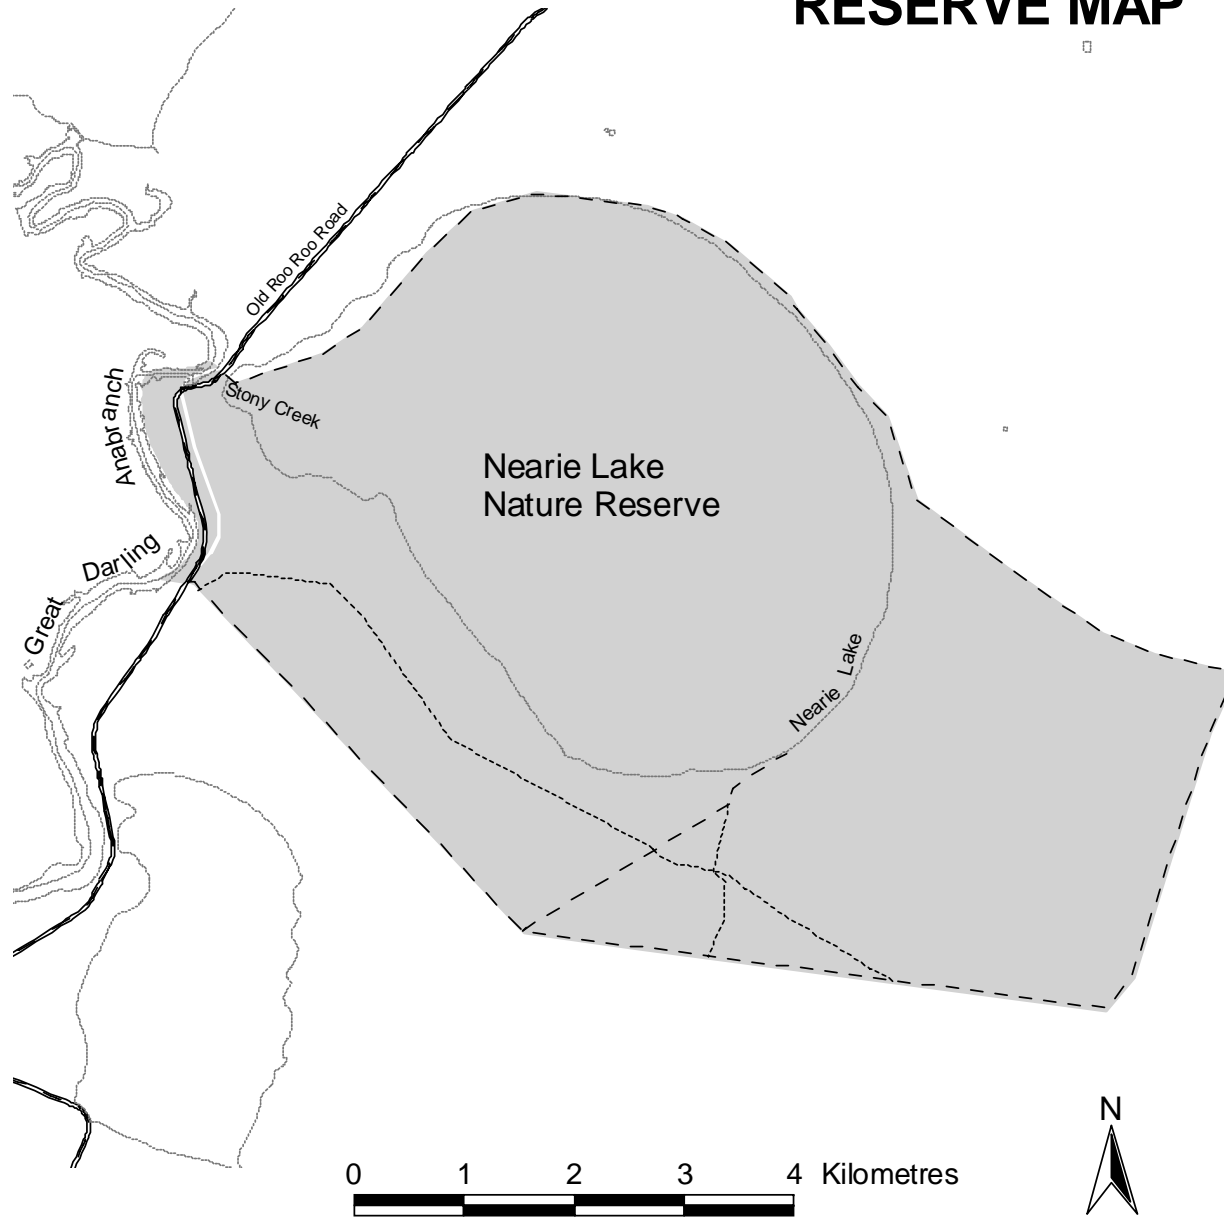 RESERVE MAP
Old Roo Roo Road
Stony Creek
Anabranch
Nearie Lake
Nature Reserve
Darling
Great
Nearie Lake
N
0 1 2 3 4 Kilometres